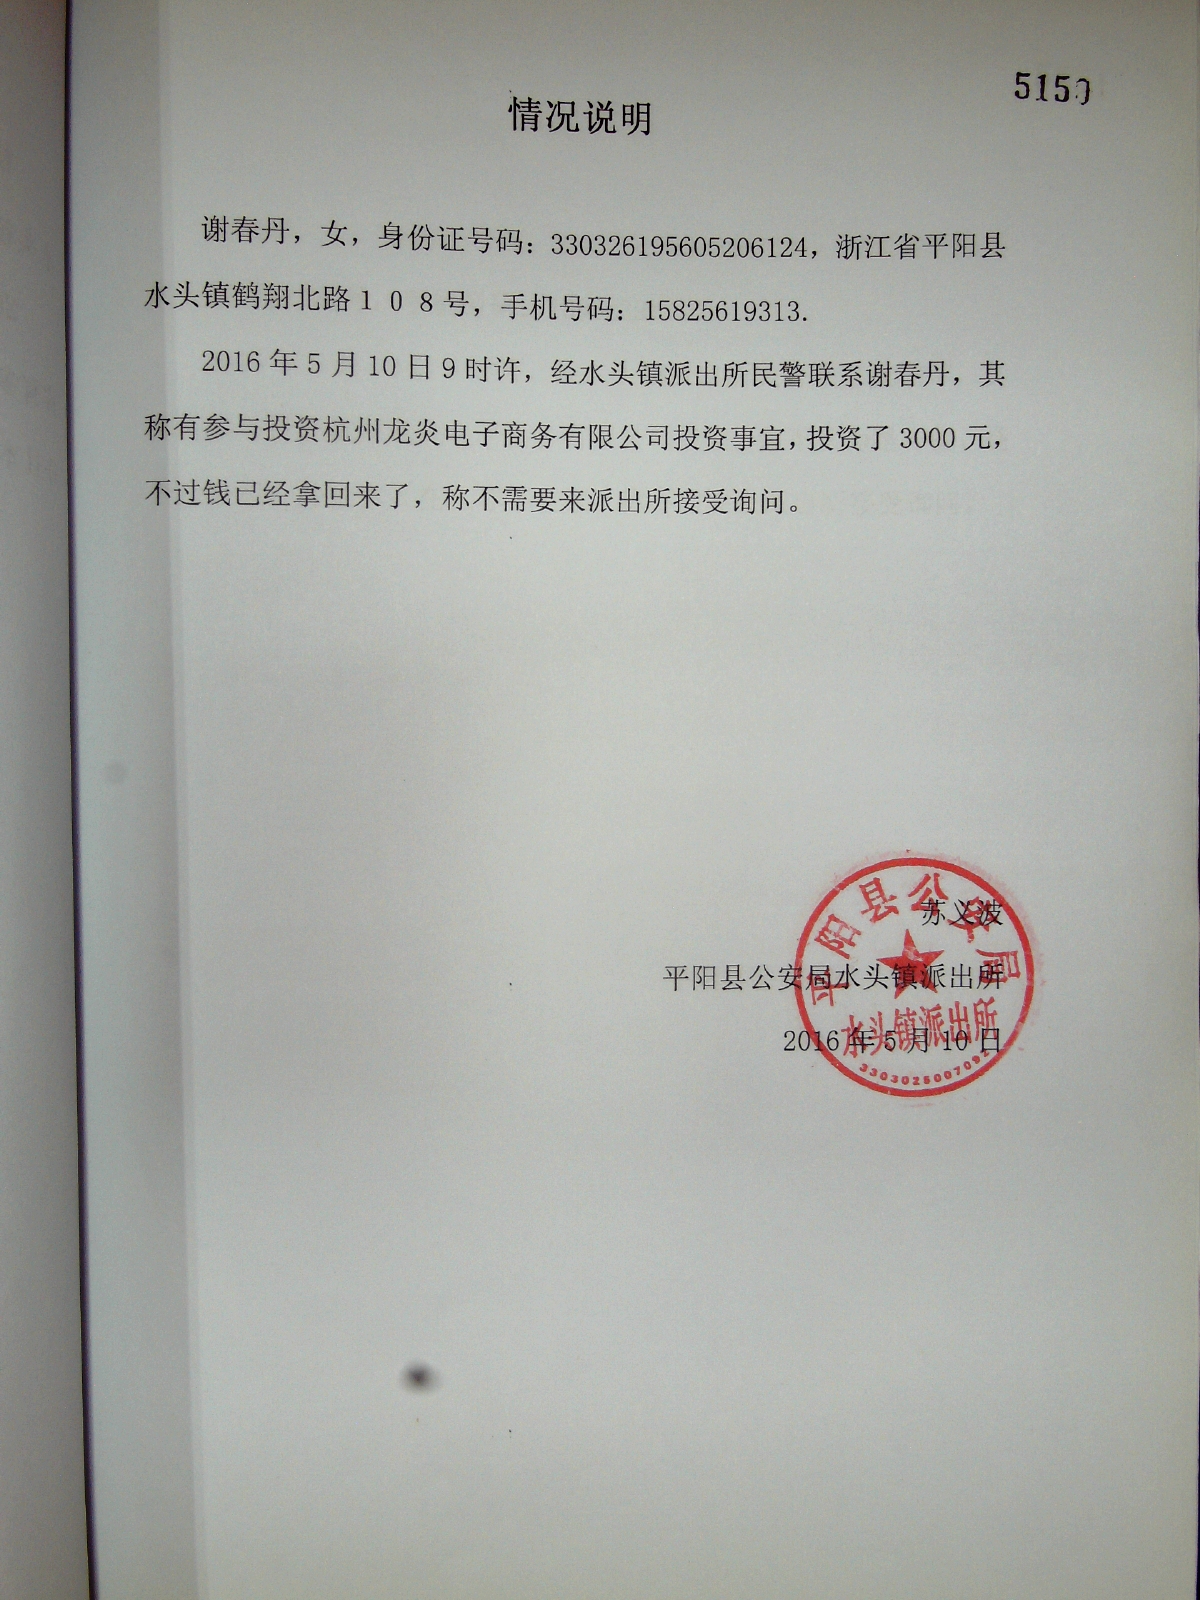 5150
情况说明
谢春丹，女，身份证号码：330326195605206124，浙江省平阳县
水头镇鹤翔北路１０８号，手机号码：15825619313.
2016年5月10日9时许，经水头镇派出所民警联系谢春丹，其
称有参与投资杭州龙炎电子商务有限公司投资事宜，投资了3000元，
不过钱已经拿回来了，称不需要来派出所接受询问。
苏义波
平阳县公安局水头镇派出所
2016年5月10日
平阳县公安局
水头镇派出所